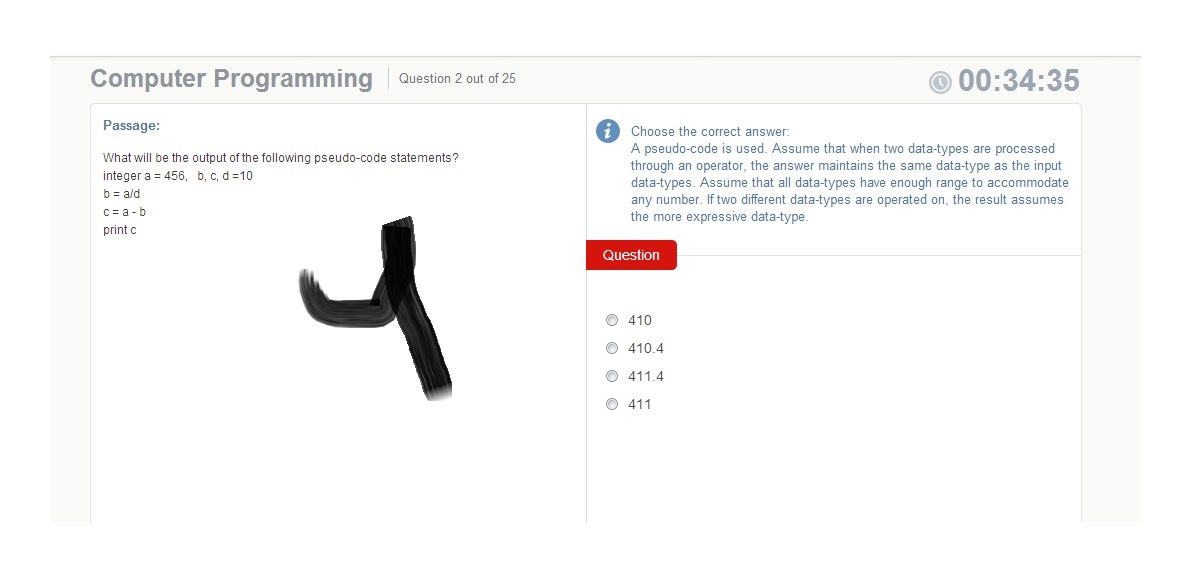 Computer Programming
Question 2 out of 25
00:34:35
Passage:
What will be the output of the following pseudo-code statements?
integer a = 456, b, c, d =10
b = a/d
c = a - b
print c
Choose the correct answer:
A pseudo-code is used. Assume that when two data-types are processed
through an operator, the answer maintains the same data-type as the input
data-types. Assume that all data-types have enough range to accommodate
any number. If two different data-types are operated on, the result assumes
the more expressive data-type.
Question
410
410.4
411.4
411